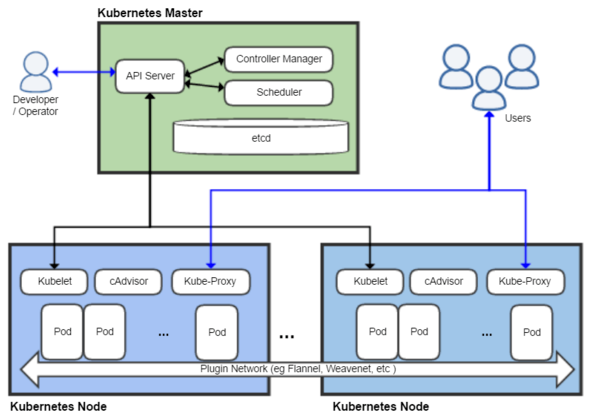 Kubernetes Master
API Server
Controller Manager
Scheduler
etcd
Developer
/ Operator
Users
Kubelet
cAdvisor
Kube-Proxy
Pod
Pod
...
Pod
Kubernetes Node
...
Kubelet
cAdvisor
Kube-Proxy
Pod
Pod
...
Pod
Plugin Network (eg Flannel, Weavenet, etc )
Kubernetes Node